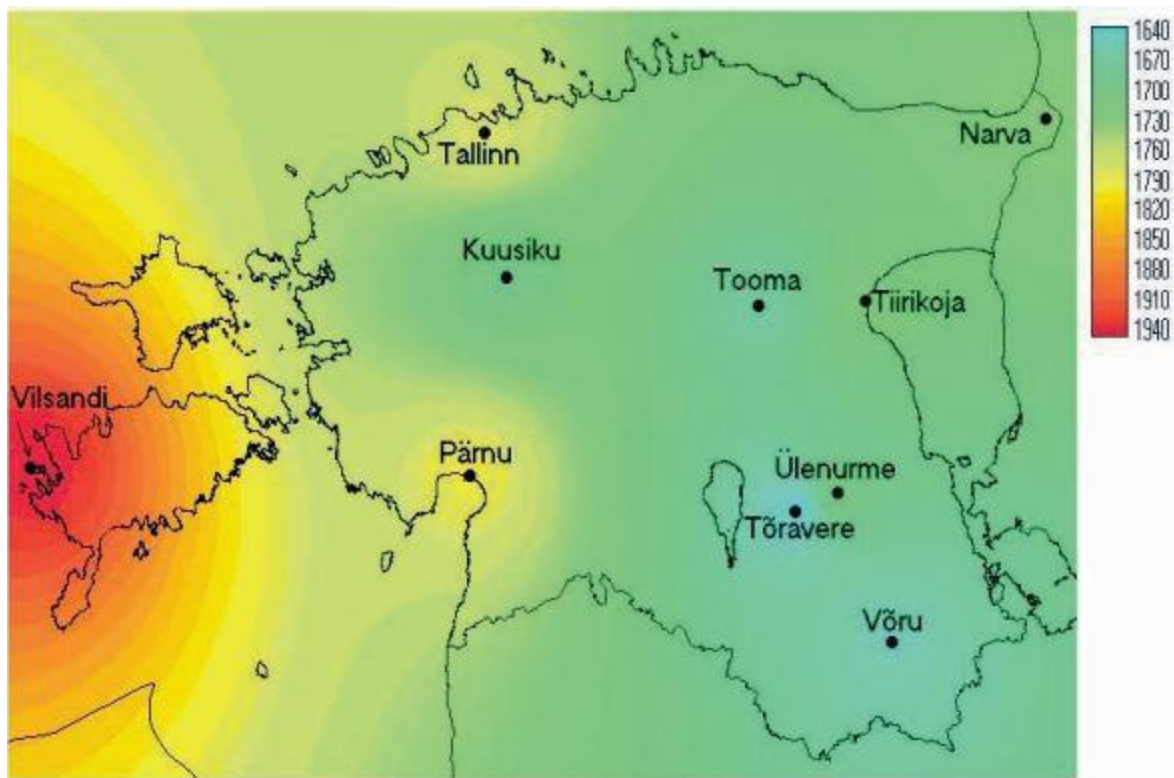 Tallinn
Narva
Kuusiku
Tooma
Tiirikoja
Vilsandi
Pärnu
Ülenurme
Tõravere
Võru
1640
1670
1700
1730
1760
1790
1820
1850
1880
1910
1940